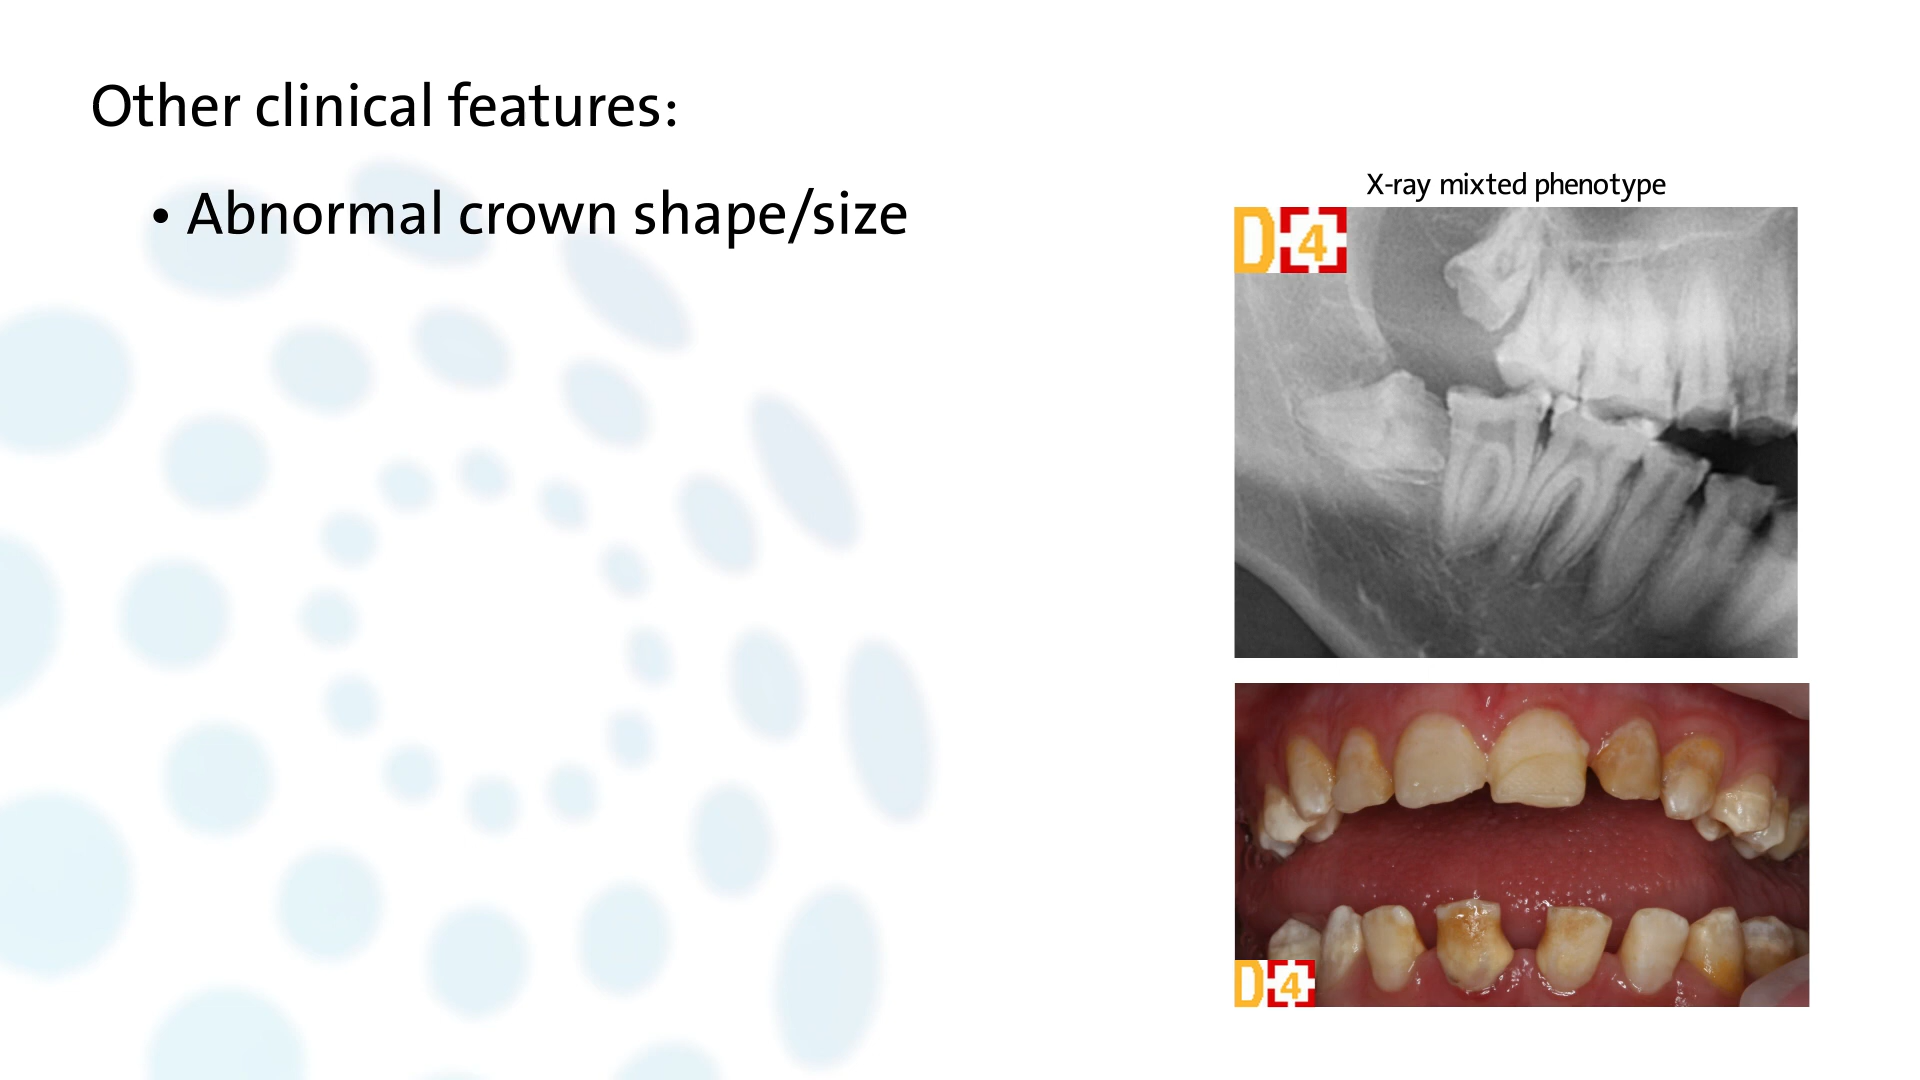 Other clinical features:
• Abnormal crown shape/size
X-ray mixted phenotype
D4
D4